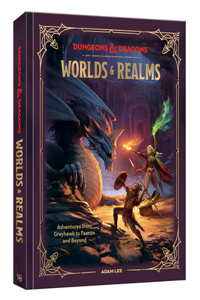 DUNGEONS & DRAGONS
WORLDS & REALMS
Adventures from
Greyhawk to Faerûn
and Beyond
ADAM LEE
DUNGEONS & DRAGONS
WORLDS & REALMS